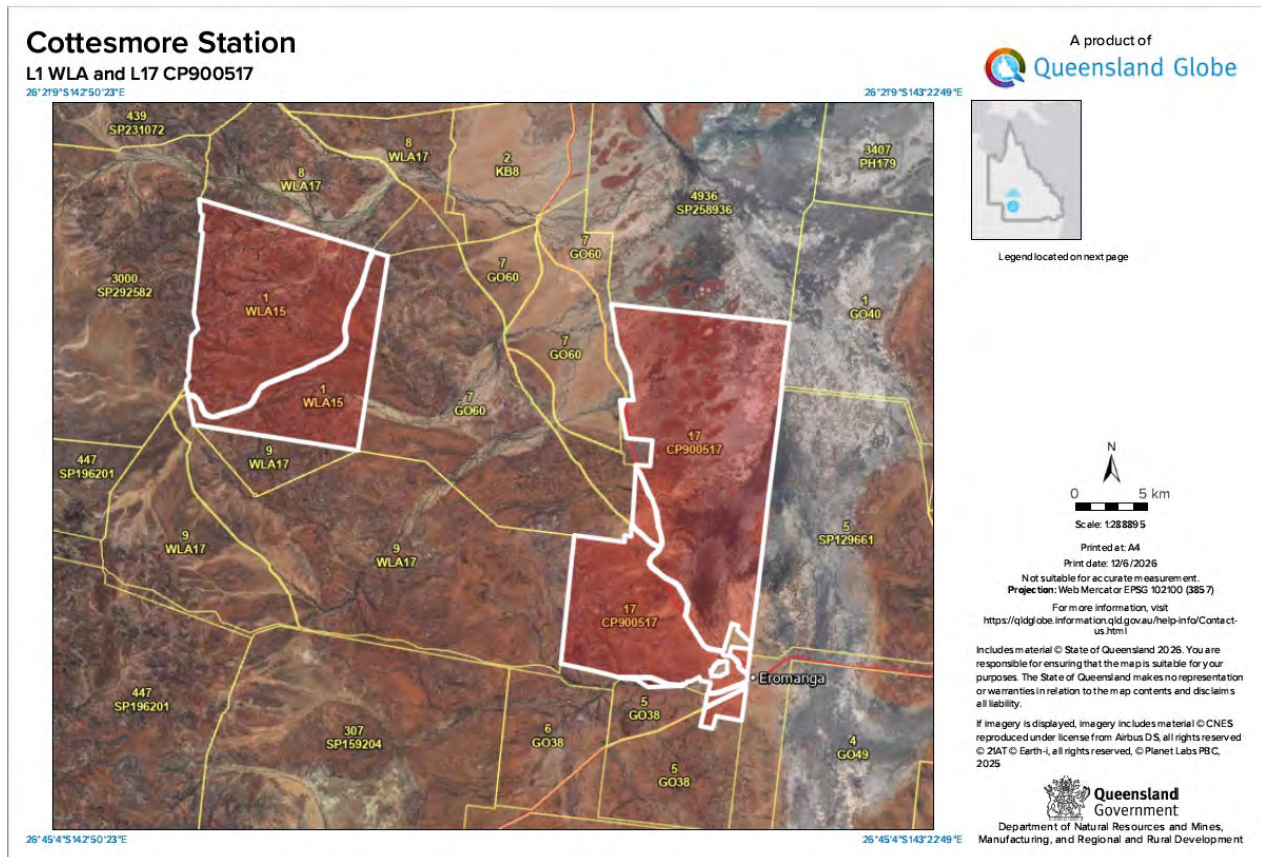 Cottesmore Station
L1 WLA and L17 CP900517
26°21'9"S142°50'23"E
26°21'9"S143°22'49"E
A product of
Queensland Globe
Legend located on next page
439
SP231072
8
WLA17
8
WLA17
2
KB8
3407
PH179
4936
SP258936
7
GO60
7
GO60
3000
SP292582
1
WLA15
1
GO40
7
GO60
1
WLA15
7
GO60
17
CP900517
9
WLA17
447
SP196201
5
SP129661
9
WLA17
9
WLA17
17
CP900517
Eromanga
447
SP196201
5
GO38
307
SP159204
6
GO38
4
GO49
5
GO38
26°45'4"S142°50'23"E
26°45'4"S143°22'49"E
N
0 5 km
Scale: 1:288895
Printed at: A4
Print date: 12/6/2026
Not suitable for accurate measurement.
Projection: Web Mercator EPSG 102100 (3857)
For more information, visit
https://qldglobe.information.qld.gov.au/help-info/Contact-
us.html
Includes material © State of Queensland 2026. You are
responsible for ensuring that the map is suitable for your
purposes. The State of Queensland makes no representation
or warranties in relation to the map contents and disclaims
all liability.
If imagery is displayed, imagery includes material © CNES
reproduced under license from Airbus DS, all rights reserved
© 21AT © Earth-i, all rights reserved, © Planet Labs PBC,
2025
Queensland
Government
Department of Natural Resources and Mines,
Manufacturing, and Regional and Rural Development